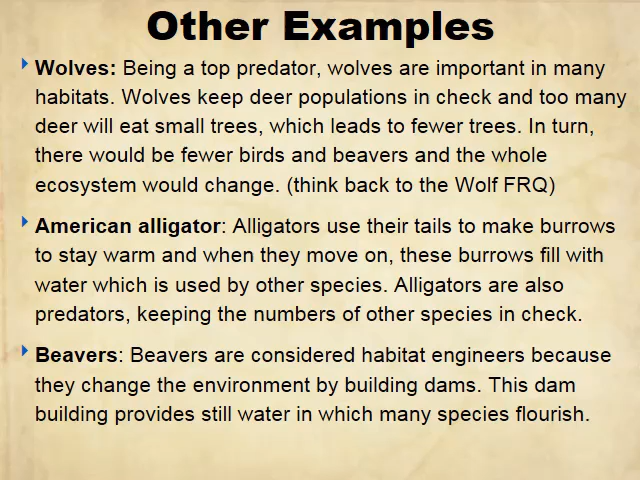 Other Examples
Wolves: Being a top predator, wolves are important in many
habitats. Wolves keep deer populations in check and too many
deer will eat small trees, which leads to fewer trees. In turn,
there would be fewer birds and beavers and the whole
ecosystem would change. (think back to the Wolf FRQ)
American alligator: Alligators use their tails to make burrows
to stay warm and when they move on, these burrows fill with
water which is used by other species. Alligators are also
predators, keeping the numbers of other species in check.
Beavers: Beavers are considered habitat engineers because
they change the environment by building dams. This dam
building provides still water in which many species flourish.